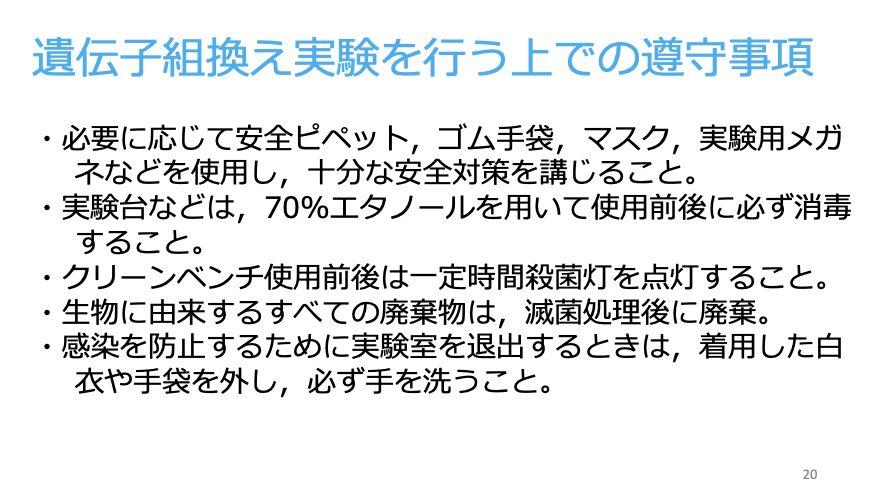 遺伝子組換え実験を行う上での遵守事項
・必要に応じて安全ピペット，ゴム手袋，マスク，実験用メガ
ネなどを使用し，十分な安全対策を講じること。
・実験台などは，70%エタノールを用いて使用前後に必ず消毒
すること。
・クリーンベンチ使用前後は一定時間殺菌灯を点灯すること。
・生物に由来するすべての廃棄物は，滅菌処理後に廃棄。
・感染を防止するために実験室を退出するときは，着用した白
衣や手袋を外し，必ず手を洗うこと。
20